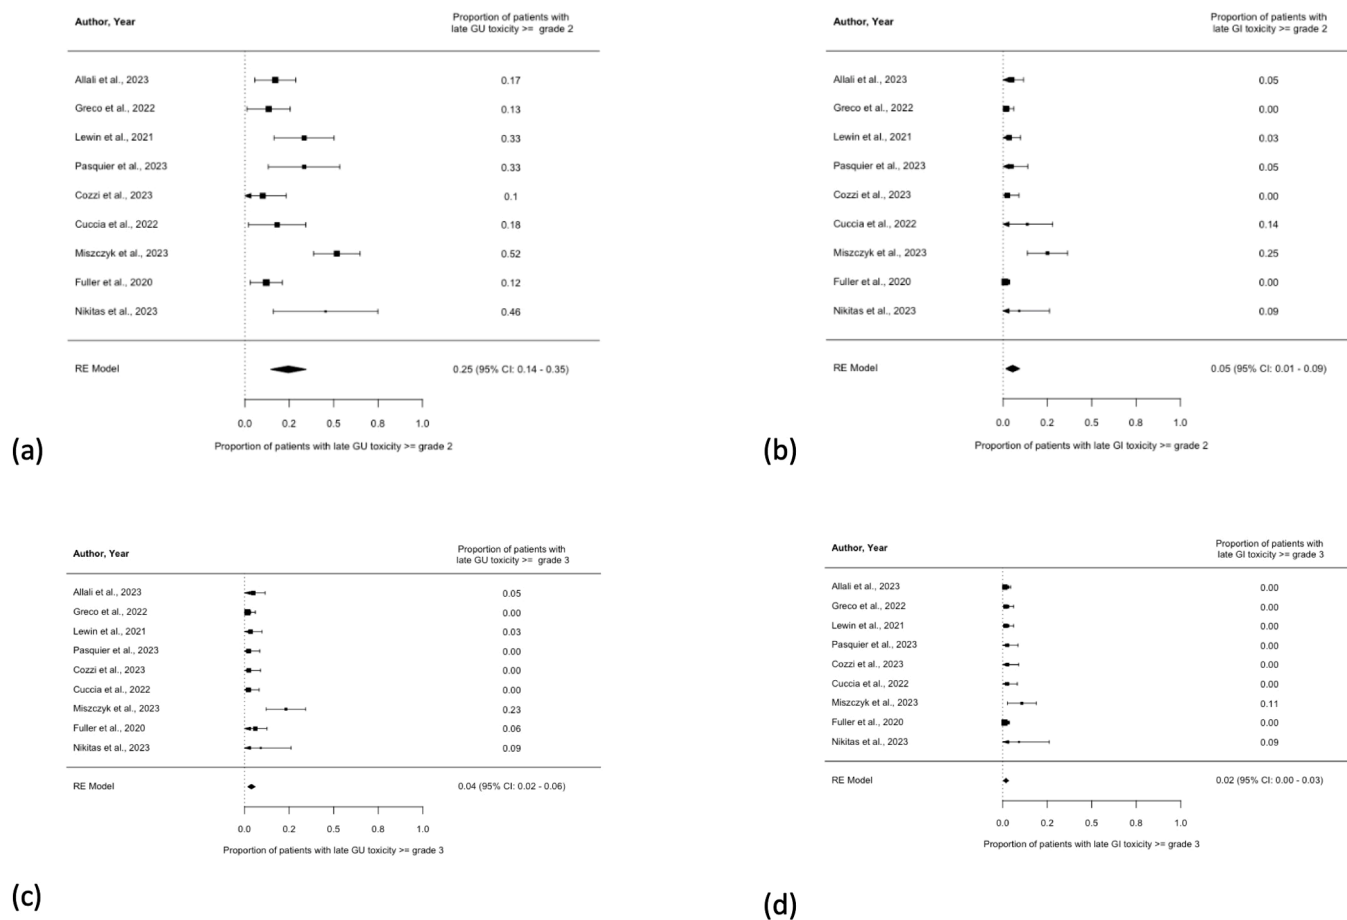 Author, Year
Proportion of patients with
late GU toxicity >= grade 2
Allali et al., 2023 0.17
Greco et al., 2022 0.13
Lewin et al., 2021 0.33
Pasquier et al., 2023 0.33
Cozzi et al., 2023 0.1
Cuccia et al., 2022 0.18
Miszczyk et al., 2023 0.52
Fuller et al., 2020 0.12
Nikitas et al., 2023 0.46
RE Model 0.25 (95% CI: 0.14 - 0.35)
0.0 0.2 0.5 0.8 1.0
Proportion of patients with late GU toxicity >= grade 2
(a)
Author, Year
Proportion of patients with
late GI toxicity >= grade 2
Allali et al., 2023 0.05
Greco et al., 2022 0.00
Lewin et al., 2021 0.03
Pasquier et al., 2023 0.05
Cozzi et al., 2023 0.00
Cuccia et al., 2022 0.14
Miszczyk et al., 2023 0.25
Fuller et al., 2020 0.00
Nikitas et al., 2023 0.09
RE Model 0.05 (95% CI: 0.01 - 0.09)
0.0 0.2 0.5 0.8 1.0
Proportion of patients with late GI toxicity >= grade 2
(b)
Author, Year
Proportion of patients with
late GU toxicity >= grade 3
Allali et al., 2023 0.05
Greco et al., 2022 0.00
Lewin et al., 2021 0.03
Pasquier et al., 2023 0.00
Cozzi et al., 2023 0.00
Cuccia et al., 2022 0.00
Miszczyk et al., 2023 0.23
Fuller et al., 2020 0.06
Nikitas et al., 2023 0.09
RE Model 0.04 (95% CI: 0.02 - 0.06)
0.0 0.2 0.5 0.8 1.0
Proportion of patients with late GU toxicity >= grade 3
(c)
Author, Year
Proportion of patients with
late GI toxicity >= grade 3
Allali et al., 2023 0.00
Greco et al., 2022 0.00
Lewin et al., 2021 0.00
Pasquier et al., 2023 0.00
Cozzi et al., 2023 0.00
Cuccia et al., 2022 0.00
Miszczyk et al., 2023 0.11
Fuller et al., 2020 0.00
Nikitas et al., 2023 0.09
RE Model 0.02 (95% CI: 0.00 - 0.03)
0.0 0.2 0.5 0.8 1.0
Proportion of patients with late GI toxicity >= grade 3
(d)